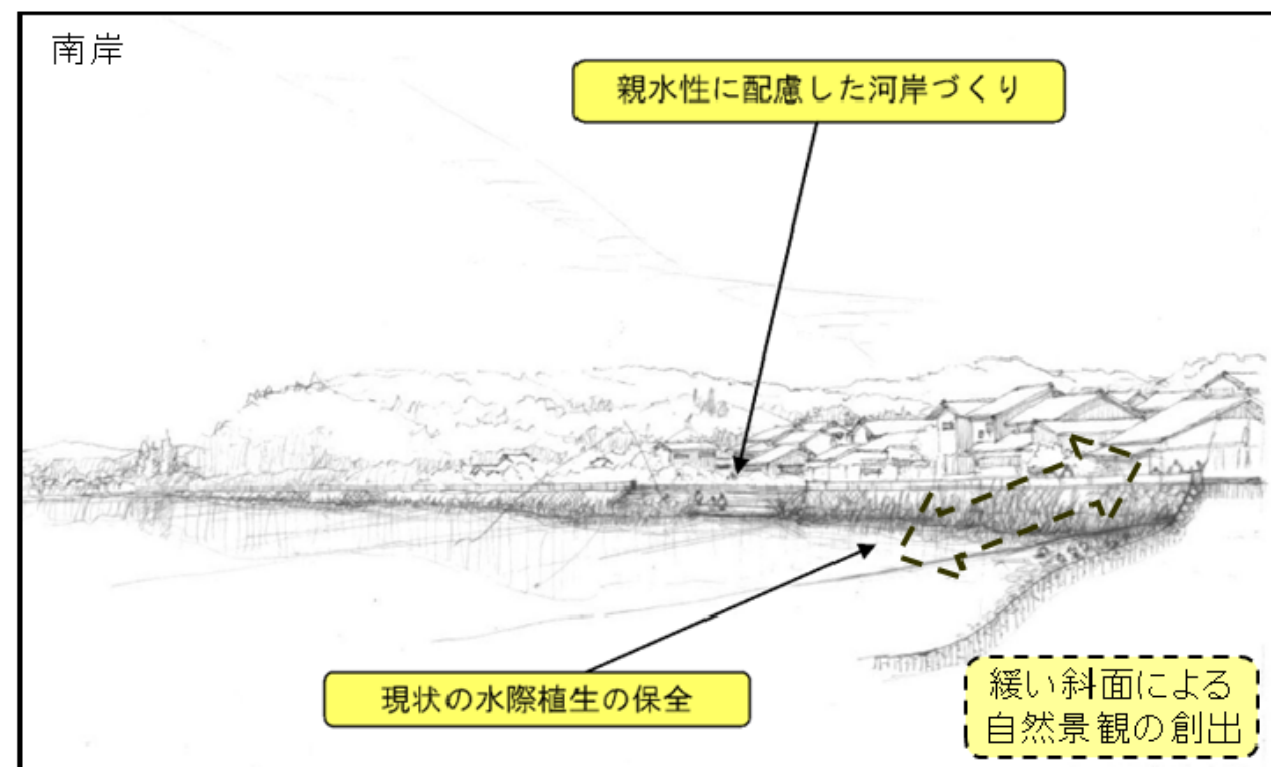 南岸
親水性に配慮した河岸づくり
現状の水際植生の保全
緩い斜面による
自然景観の創出